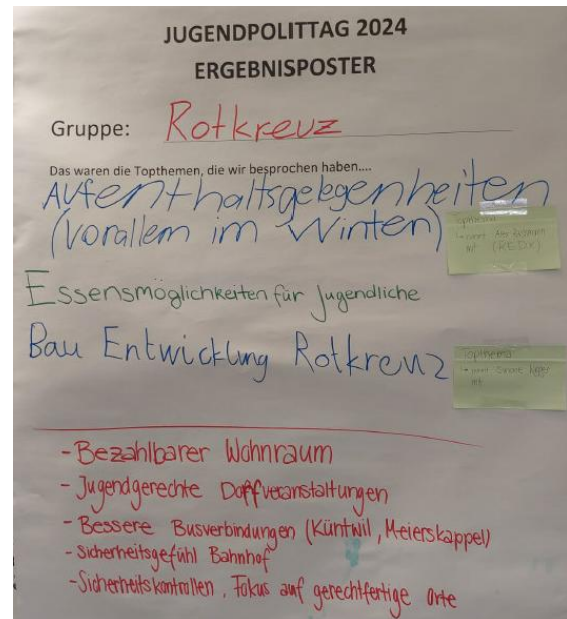 JUGENDPOLITTAG 2024
ERGEBNISPOSTER
Gruppe: Rotkreuz
Das waren die Topthemen, die wir besprochen haben....
Aufenthaltsgelegenheiten
(vorallem im Winter)
Topthema
Essensmöglichkeiten für Jugendliche
Bau Entwicklung Rotkreuz
Topthema
- Bezahlbarer Wohnraum
- Jugendgerechte Dorfveranstaltungen
- Bessere Busverbindungen (Küntwil, Meierskappel)
- Sicherheitsgefühl Bahnhof
- Sicherheitskontrollen, Fokus auf gerechtfertige Orte